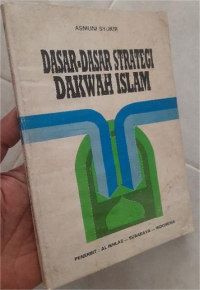 ASMUNI SYUKIR
DASAR-DASAR STRATEGI
DAKWAH ISLAM
PENERBIT : AL IKHLAS — SURABAYA — INDONESIA